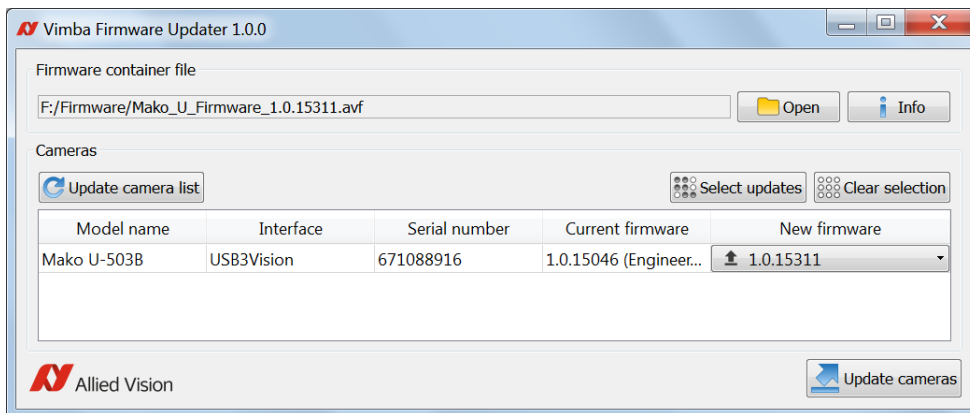 Vimba Firmware Updater 1.0.0
Firmware container file
F:/Firmware/Mako_U_Firmware_1.0.15311.avf Open Info
Cameras
Update camera list Select updates Clear selection
Model name Interface Serial number Current firmware New firmware
Mako U-503B USB3Vision 671088916 1.0.15046 (Engineer... 1.0.15311
Allied Vision Update cameras